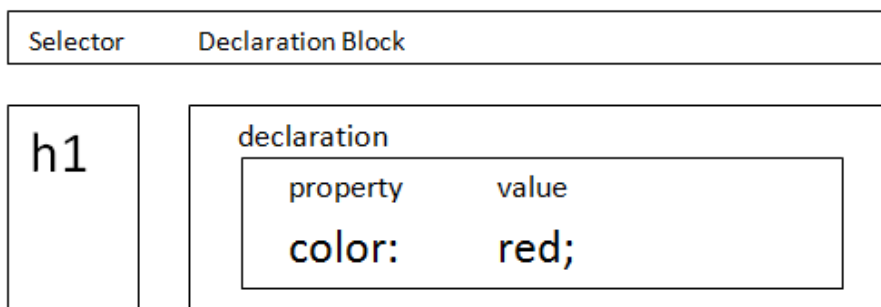 Selector Declaration Block
h1
declaration
property value
color: red;